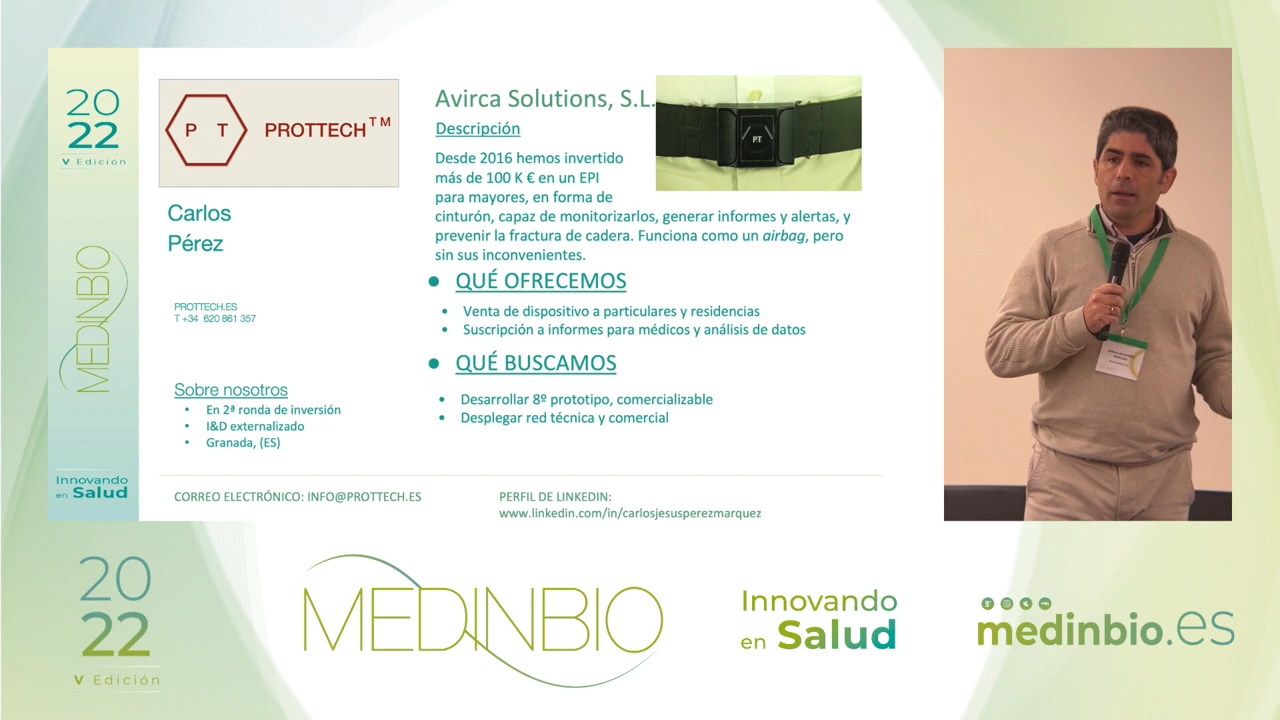 20
22
V Edición
MEDINBIO
Innovando
en Salud
P T PROTTECH™
Carlos
Pérez
PROTTECH.ES
T +34 620 861 357
Sobre nosotros
• En 2ª ronda de inversión
• I&D externalizado
• Granada, (ES)
Avirca Solutions, S.L.
PT
Descripción
Desde 2016 hemos invertido
más de 100 K € en un EPI
para mayores, en forma de
cinturón, capaz de monitorizarlos, generar informes y alertas, y
prevenir la fractura de cadera. Funciona como un airbag, pero
sin sus inconvenientes.
• QUÉ OFRECEMOS
• Venta de dispositivo a particulares y residencias
• Suscripción a informes para médicos y análisis de datos
• QUÉ BUSCAMOS
• Desarrollar 8º prototipo, comercializable
• Desplegar red técnica y comercial
CORREO ELECTRÓNICO: INFO@PROTTECH.ES
PERFIL DE LINKEDIN:
www.linkedin.com/in/carlosjesusperezmarquez
20
22
V Edición
MEDINBIO
Innovando
en Salud
medinbio.es